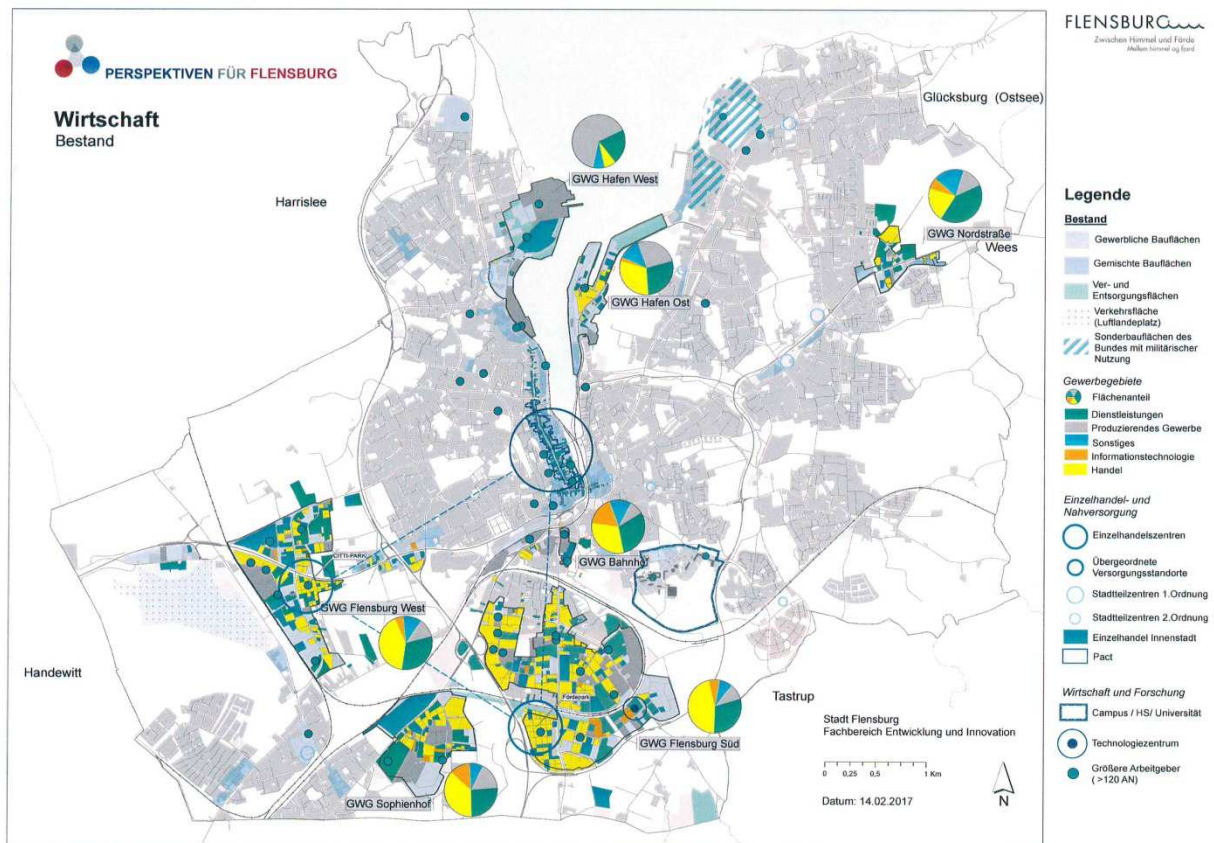 PERSPEKTIVEN FÜR FLENSBURG
Wirtschaft
Bestand
FLENSBURG
Zwischen Himmel und Förde
Mellem himmel og fjord
Glücksburg (Ostsee)
Harrislee
GWG Hafen West
GWG Nordstraße
Wees
GWG Hafen Ost
CITTI-PARK
GWG Bahnhof
GWG Flensburg West
Handewitt
Förde­park
Tastrup
GWG Flensburg Süd
GWG Sophienhof
Stadt Flensburg
Fachbereich Entwicklung und Innovation
0 0,25 0,5 1 Km
Datum: 14.02.2017
N
Legende
Bestand
Gewerbliche Bauflächen
Gemischte Bauflächen
Ver- und
Entsorgungsflächen
Verkehrsfläche
(Luftlandeplatz)
Sonderbauflächen des
Bundes mit militärischer
Nutzung
Gewerbegebiete
Flächenanteil
Dienstleistungen
Produzierendes Gewerbe
Sonstiges
Informationstechnologie
Handel
Einzelhandel- und
Nahversorgung
Einzelhandelszentren
Übergeordnete
Versorgungsstandorte
Stadtteilzentren 1.Ordnung
Stadtteilzentren 2.Ordnung
Einzelhandel Innenstadt
Pact
Wirtschaft und Forschung
Campus / HS/ Universität
Technologiezentrum
Größere Arbeitgeber
( >120 AN)